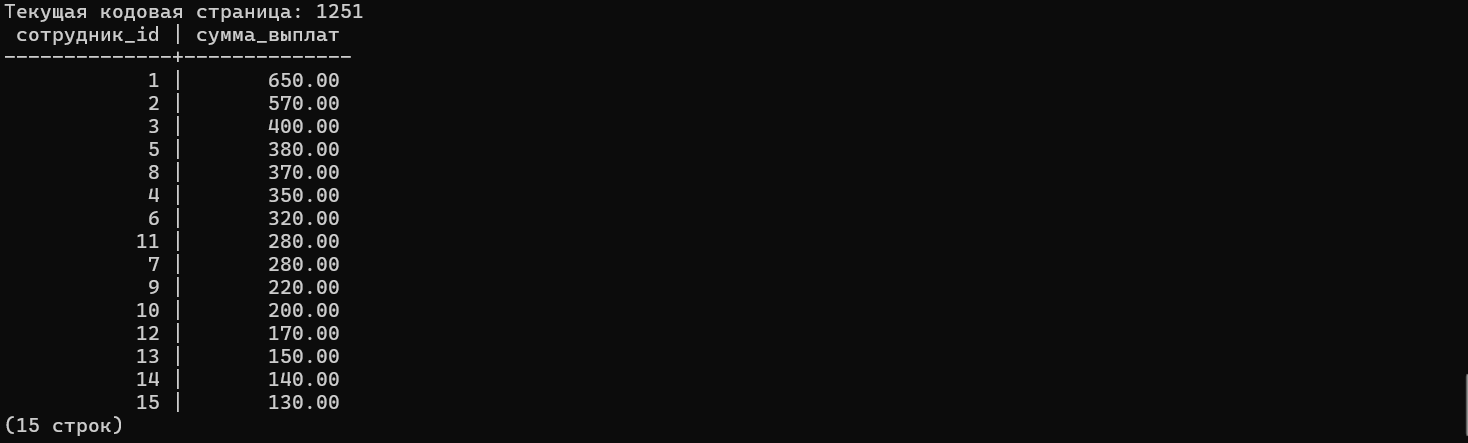 Текущая кодовая страница: 1251
 сотрудник_id | сумма_выплат
--------------+--------------
            1 |       650.00
            2 |       570.00
            3 |       400.00
            5 |       380.00
            8 |       370.00
            4 |       350.00
            6 |       320.00
           11 |       280.00
            7 |       280.00
            9 |       220.00
           10 |       200.00
           12 |       170.00
           13 |       150.00
           14 |       140.00
           15 |       130.00
(15 строк)